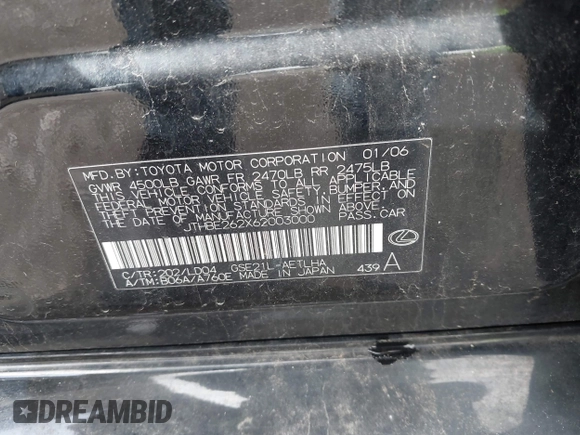 MFD.BY:TOYOTA MOTOR CORPORATION 01/06
GVWR 4500LB GAWR FR 2470LB RR 2475LB
THIS VEHICLE CONFORMS TO ALL APPLICABLE
FEDERAL MOTOR VEHICLE SAFETY,BUMPER,AND
THEFT PREVENTION STANDARDS IN EFFECT ON
THE DATE OF MANUFACTURE SHOWN ABOVE.
JTHBE262X62003000 PASS.CAR
C/TR:202/LD04 GSE21L-AETLHA
A/TM:B06A/A760E MADE IN JAPAN 439 A
DREAMBID